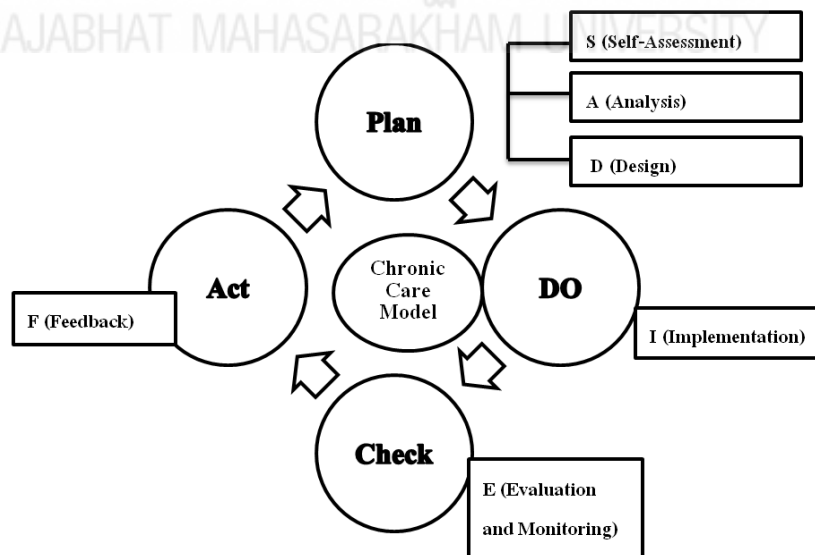 AJABHAT MAHASARAKHAM UNIVERSITY
S (Self-Assessment)
Plan
A (Analysis)
D (Design)
Chronic
Care
Model
Act
DO
F (Feedback)
I (Implementation)
Check
E (Evaluation
and Monitoring)